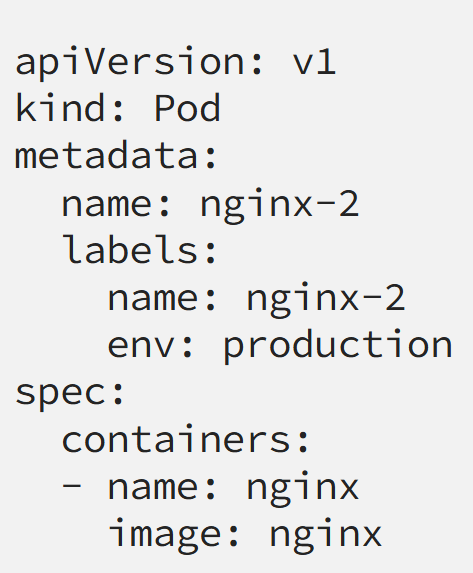 apiVersion: v1
kind: Pod
metadata:
  name: nginx-2
  labels:
    name: nginx-2
    env: production
spec:
  containers:
  - name: nginx
    image: nginx